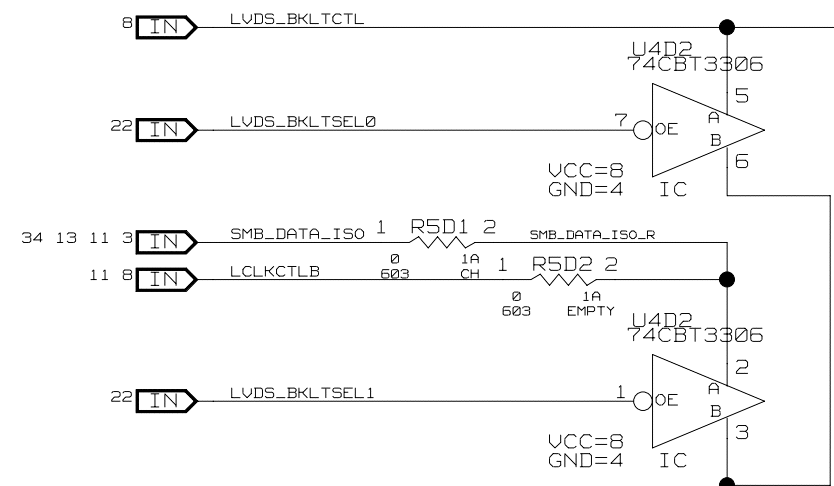 8 IN LVDS_BKLTCTL
U4D2
74CBT3306
5
22 IN LVDS_BKLTSEL0 7 OE A
B
6
VCC=8
GND=4 IC
34 13 11 3 IN SMB_DATA_ISO 1 R5D1 2 SMB_DATA_ISO_R
0 1A
603 CH
11 8 IN LCLKCTLB 1 R5D2 2
0 1A
603 EMPTY
U4D2
74CBT3306
2
22 IN LVDS_BKLTSEL1 1 OE A
B
3
VCC=8
GND=4 IC